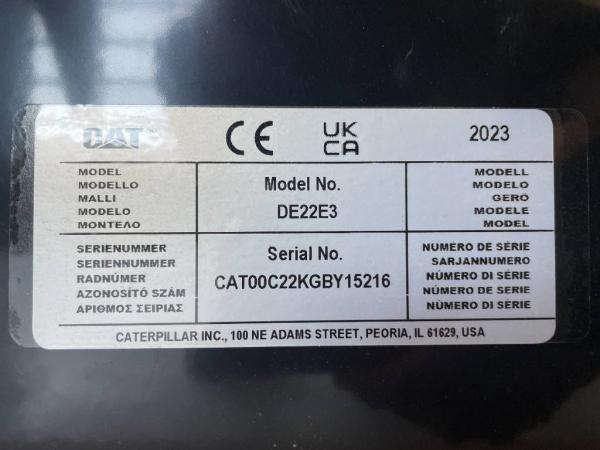 CAT
CE
UK
CA
2023
MODEL
MODELLO
MALLI
MODELO
ΜΟΝΤΕΛΟ
Model No.
DE22E3
MODELL
MODELO
GERÖ
MODELE
MODEL
SERIENUMMER
SERIENNUMMER
RADNÚMER
AZONOSÍTÓ SZÁM
ΑΡΙΘΜΟΣ ΣΕΙΡΙΑΣ
Serial No.
CAT00C22KGBY15216
NUMERO DE SÉRIE
SARJANNUMERO
NÚMERO DI SÉRIE
NÚMERO DE SÉRIE
NÙMERO DI SÉRIE
CATERPILLAR INC., 100 NE ADAMS STREET, PEORIA, IL 61629, USA